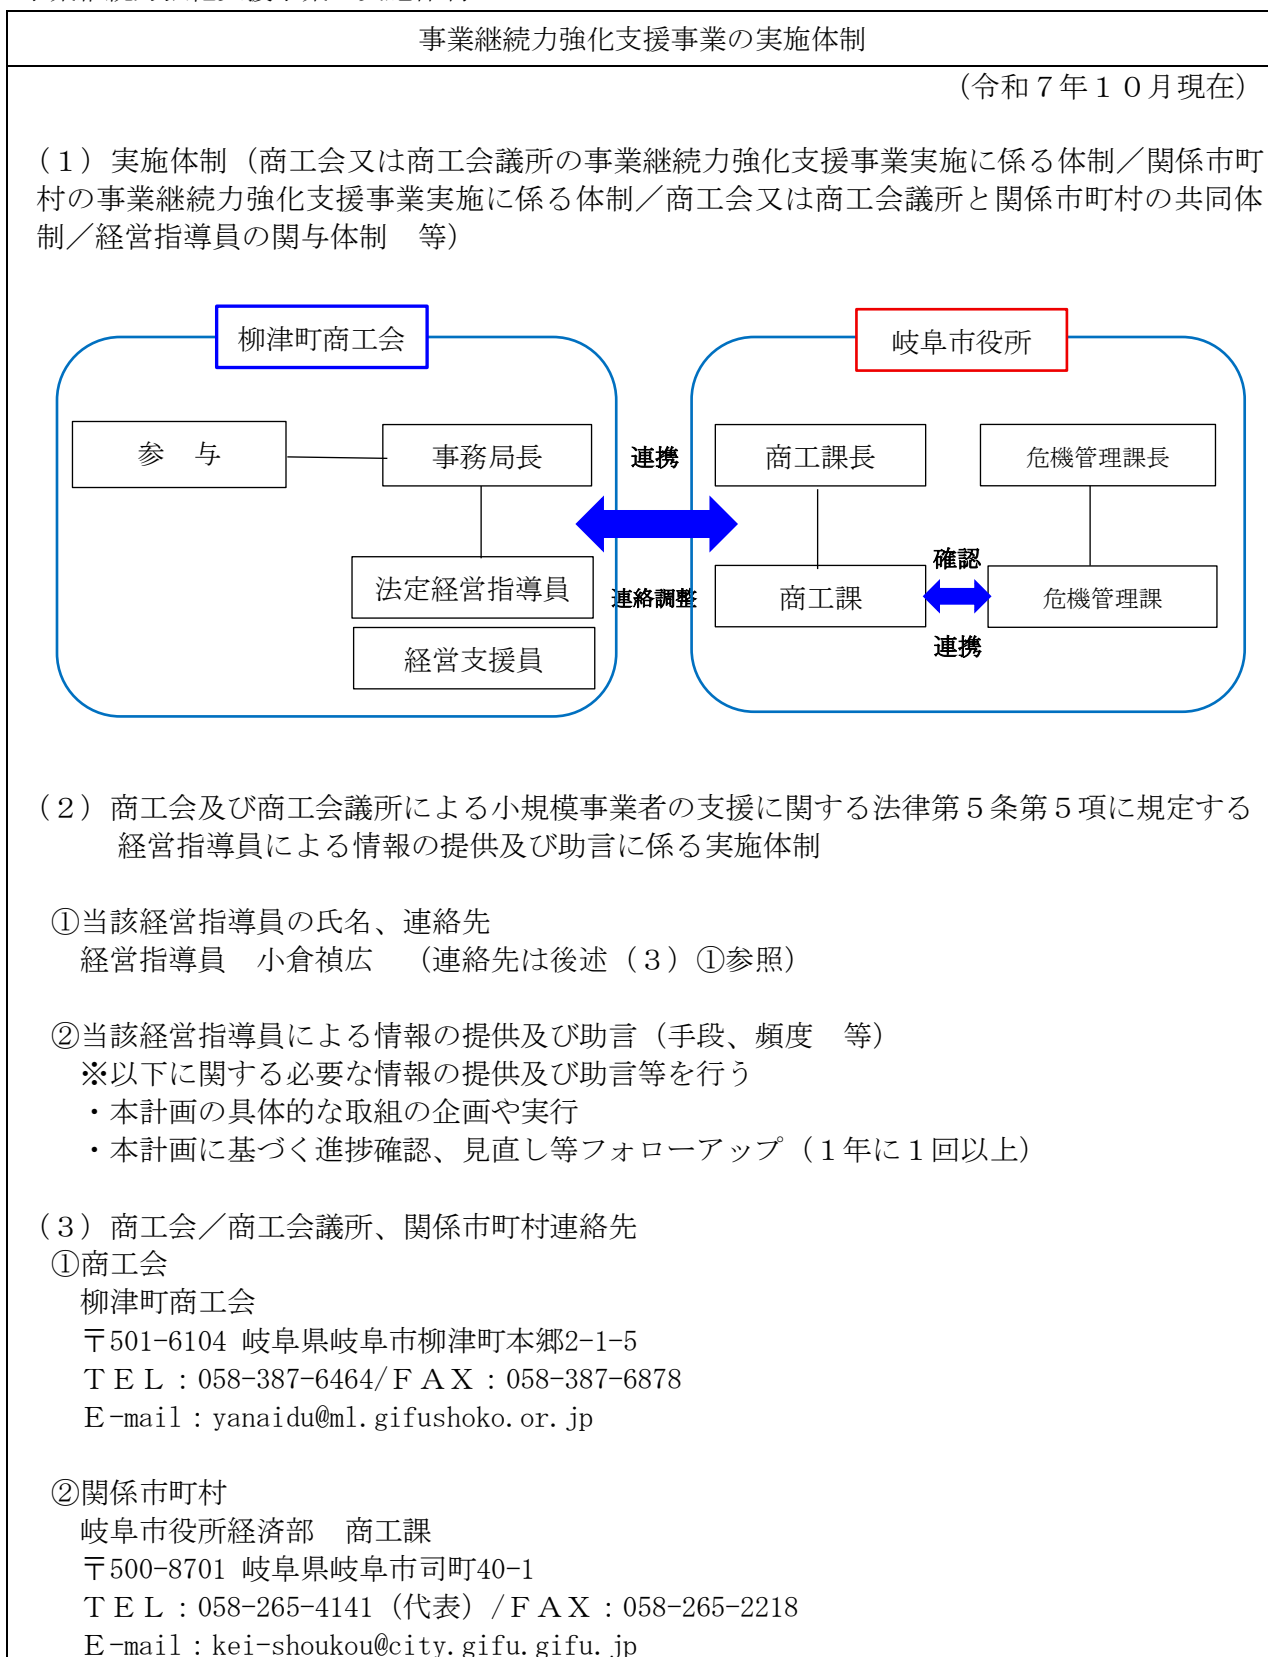 事業継続力強化支援事業の実施体制
(令和７年１０月現在)
(１) 実施体制 (商工会又は商工会議所の事業継続力強化支援事業実施に係る体制／関係市町
村の事業継続力強化支援事業実施に係る体制／商工会又は商工会議所と関係市町村の共同体
制／経営指導員の関与体制　等)
柳津町商工会
岐阜市役所
参　与
事務局長
連携
商工課長
危機管理課長
確認
法定経営指導員
連絡調整
商工課
危機管理課
連携
経営支援員
(２) 商工会及び商工会議所による小規模事業者の支援に関する法律第５条第５項に規定する
経営指導員による情報の提供及び助言に係る実施体制
①当該経営指導員の氏名、連絡先
経営指導員　小倉禎広　(連絡先は後述 (３) ①参照)
②当該経営指導員による情報の提供及び助言 (手段、頻度　等)
※以下に関する必要な情報の提供及び助言等を行う
・本計画の具体的な取組の企画や実行
・本計画に基づく進捗確認、見直し等フォローアップ (１年に１回以上)
(３) 商工会／商工会議所、関係市町村連絡先
①商工会
柳津町商工会
〒501-6104 岐阜県岐阜市柳津町本郷2-1-5
ＴＥＬ：058-387-6464/ＦＡＸ：058-387-6878
Ｅ-mail：yanaidu@ml.gifushoko.or.jp
②関係市町村
岐阜市役所経済部　商工課
〒500-8701 岐阜県岐阜市司町40-1
ＴＥＬ：058-265-4141 (代表) /ＦＡＸ：058-265-2218
Ｅ-mail：kei-shoukou@city.gifu.gifu.jp